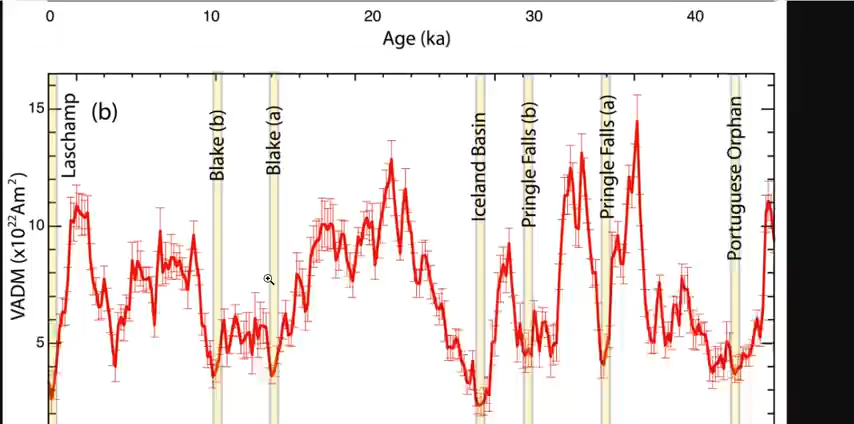 0 10 20 30 40
Age (ka)
(b)
15
10
5
VADM (x10²²Am²)
Laschamp
Blake (b)
Blake (a)
Iceland Basin
Pringle Falls (b)
Pringle Falls (a)
Portuguese Orphan